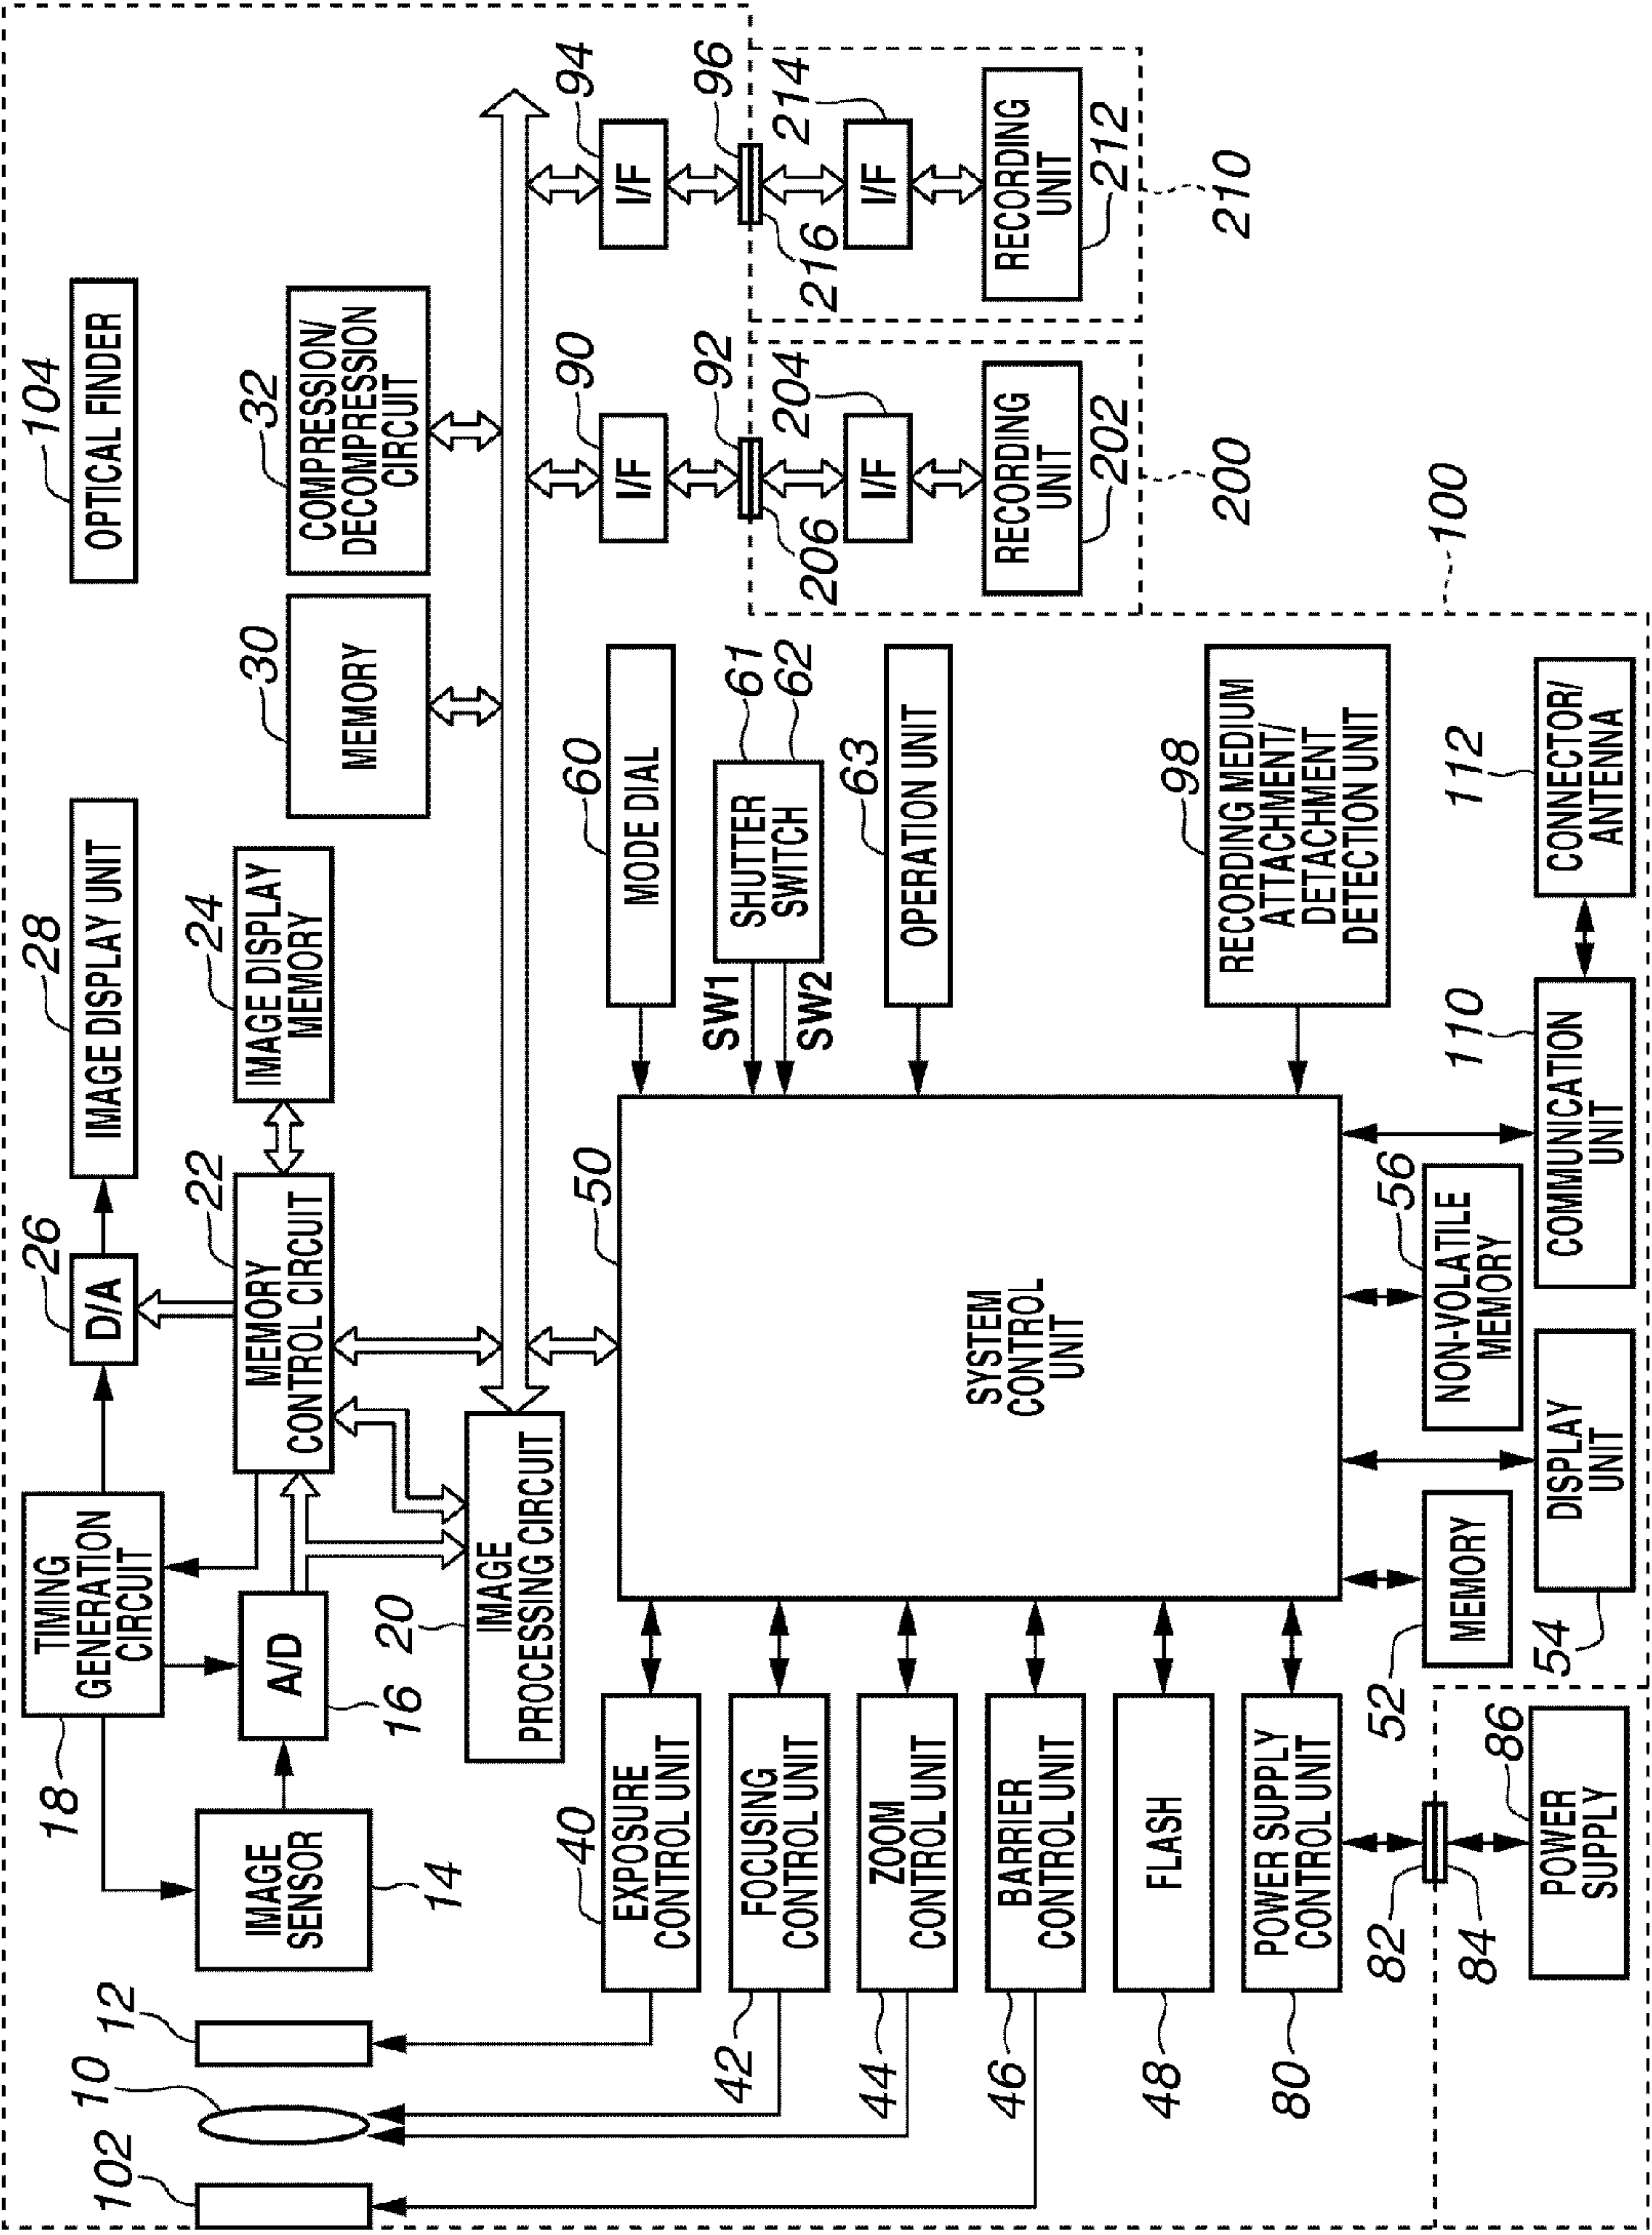 104
OPTICAL FINDER
28
IMAGE DISPLAY UNIT
26
D/A
18
TIMING
GENERATION
CIRCUIT
12
10
102
14
IMAGE
SENSOR
16
A/D
22
MEMORY
CONTROL CIRCUIT
24
IMAGE DISPLAY
MEMORY
30
MEMORY
32
COMPRESSION/
DECOMPRESSION
CIRCUIT
20
IMAGE
PROCESSING CIRCUIT
40
EXPOSURE
CONTROL UNIT
42
FOCUSING
CONTROL UNIT
44
ZOOM
CONTROL UNIT
46
BARRIER
CONTROL UNIT
48
FLASH
80
POWER SUPPLY
CONTROL UNIT
50
SYSTEM
CONTROL
UNIT
60
MODE DIAL
61
62
SHUTTER
SWITCH
SW1
SW2
63
OPERATION UNIT
98
RECORDING MEDIUM
ATTACHMENT/
DETACHMENT
DETECTION UNIT
90
I/F
92
94
I/F
96
204
I/F
206
RECORDING
UNIT
202
200
214
I/F
216
RECORDING
UNIT
212
210
82
84
86
POWER
SUPPLY
52
MEMORY
54
DISPLAY
UNIT
56
NON-VOLATILE
MEMORY
110
COMMUNICATION
UNIT
112
CONNECTOR/
ANTENNA
100